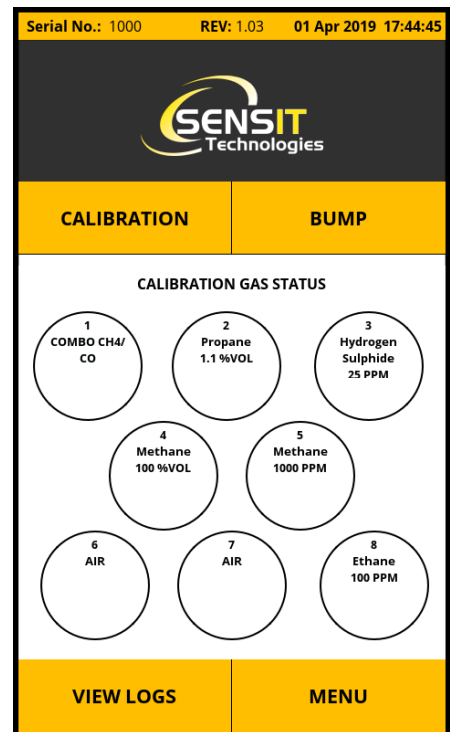 Serial No.: 1000 REV: 1.03 01 Apr 2019 17:44:45
SENSIT
Technologies
CALIBRATION BUMP
CALIBRATION GAS STATUS
1
COMBO CH4/
CO
2
Propane
1.1 %VOL
3
Hydrogen
Sulphide
25 PPM
4
Methane
100 %VOL
5
Methane
1000 PPM
6
AIR
7
AIR
8
Ethane
100 PPM
VIEW LOGS MENU